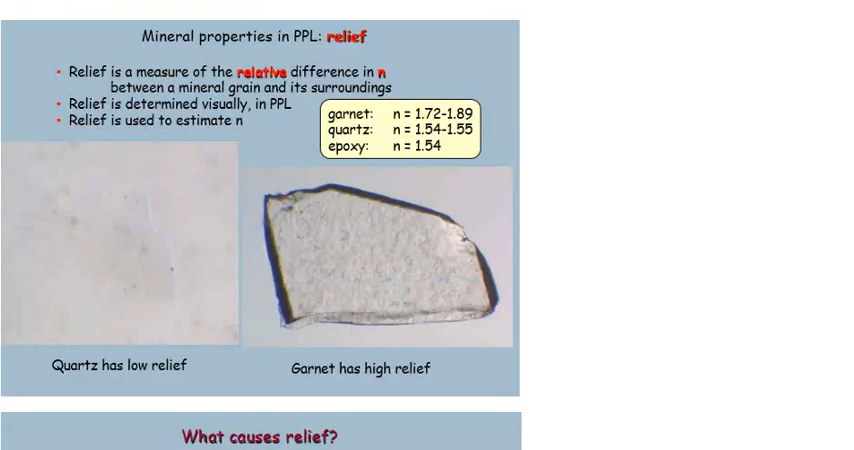 Mineral properties in PPL: relief
• Relief is a measure of the relative difference in n
between a mineral grain and its surroundings
• Relief is determined visually, in PPL
• Relief is used to estimate n
garnet: n = 1.72-1.89
quartz: n = 1.54-1.55
epoxy: n = 1.54
Quartz has low relief
Garnet has high relief
What causes relief?